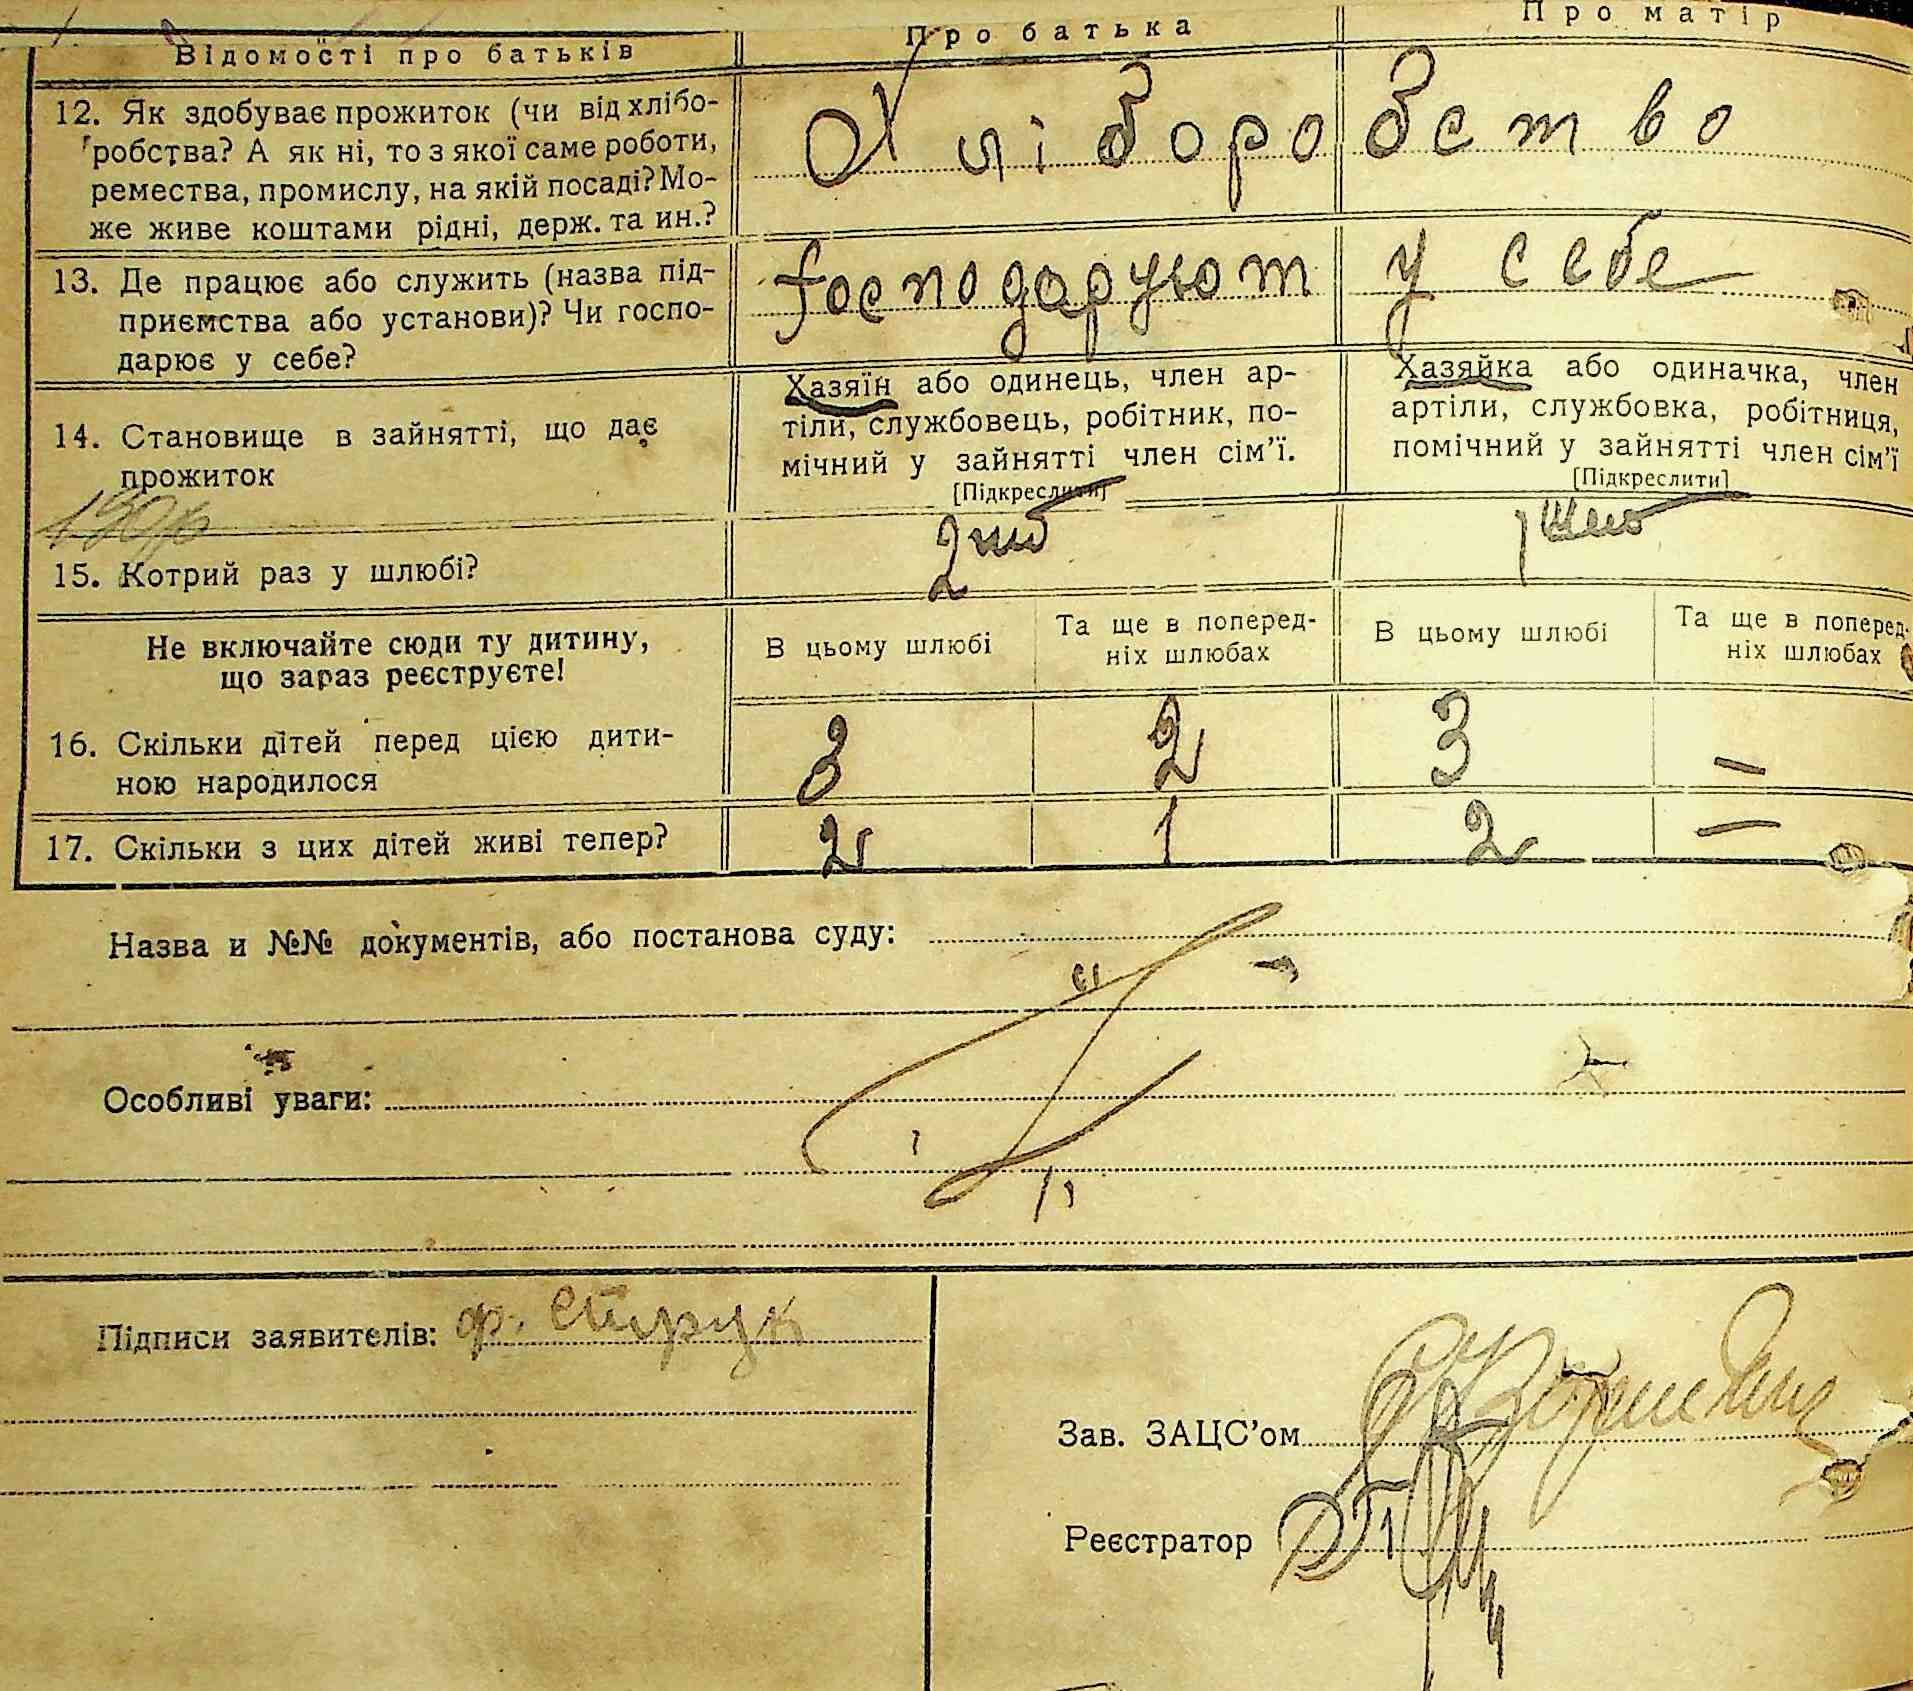 Відомості про батьків Про батька Про матір
12. Як здобуває прожиток (чи від хлібо-
робства? А як ні, то з якої саме роботи,
ремества, промислу, на якій посаді? Мо-
же живе коштами рідні, держ. та ин.?
Хліборобство
13. Де працює або служить (назва під-
приємства або установи)? Чи госпо-
дарює у себе?
Господаруют у себе
14. Становище в зайнятті, що дає
прожиток
Хазяїн або одинець, член ар-
тіли, службовець, робітник, по-
мічний у зайнятті член сім’ї.
[Підкреслити]
Хазяйка або одиначка, член
артіли, службовка, робітниця,
помічний у зайнятті член сім’ї
[Підкреслити]
15. Котрий раз у шлюбі?
2 1
Не включайте сюди ту дитину,
що зараз реєструєте!
В цьому шлюбі
Та ще в поперед-
ніх шлюбах
В цьому шлюбі
Та ще в поперед-
ніх шлюбах
16. Скільки дітей перед цією дити-
ною народилося
3 2 3 —
17. Скільки з цих дітей живі тепер? 2 1 2 —
Назва и №№ документів, або постанова суду:
Особливі уваги:
Підписи заявителів: Ф.
Зав. ЗАЦС’ом
Реєстратор